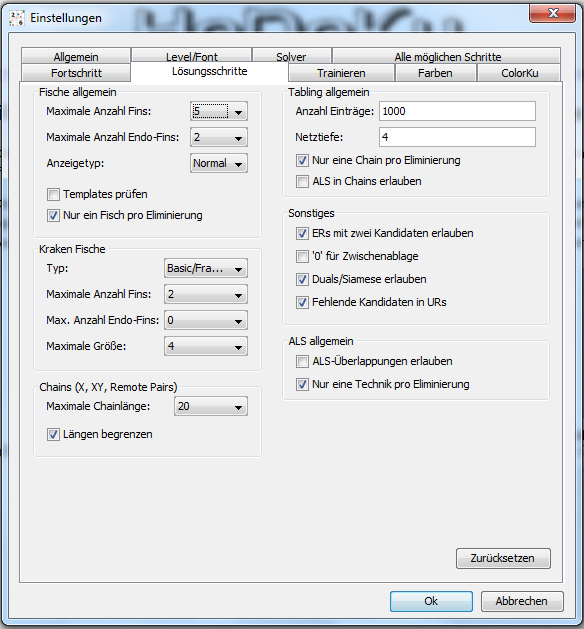 Einstellungen
Allgemein Level/Font Solver Alle möglichen Schritte
Fortschritt Lösungsschritte Trainieren Farben ColorKu
Fische allgemein
Maximale Anzahl Fins: 5
Maximale Anzahl Endo-Fins: 2
Anzeigetyp: Normal
Templates prüfen
Nur ein Fisch pro Eliminierung
Kraken Fische
Typ: Basic/Fra...
Maximale Anzahl Fins: 2
Max. Anzahl Endo-Fins: 0
Maximale Größe: 4
Chains (X, XY, Remote Pairs)
Maximale Chainlänge: 20
Längen begrenzen
Tabling allgemein
Anzahl Einträge: 1000
Netztiefe: 4
Nur eine Chain pro Eliminierung
ALS in Chains erlauben
Sonstiges
ERs mit zwei Kandidaten erlauben
'0' für Zwischenablage
Duals/Siamese erlauben
Fehlende Kandidaten in URs
ALS allgemein
ALS-Überlappungen erlauben
Nur eine Technik pro Eliminierung
Zurücksetzen
Ok Abbrechen